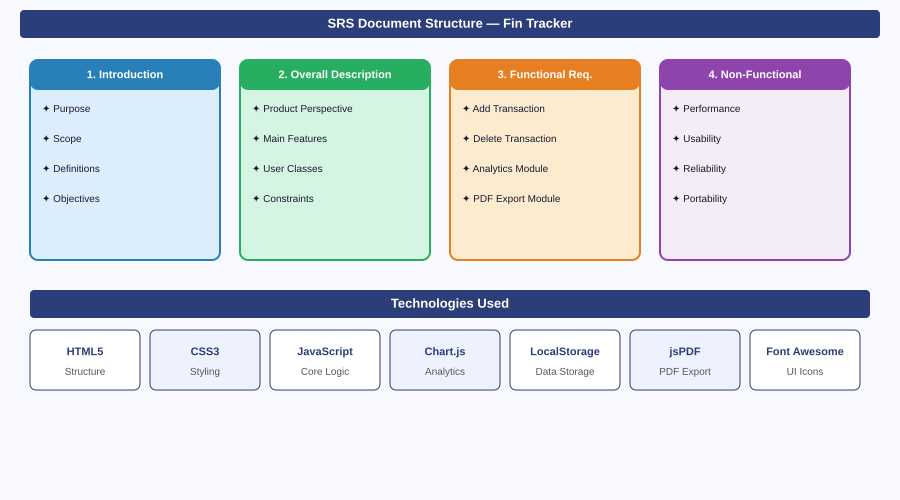 SRS Document Structure — Fin Tracker
1. Introduction
✦ Purpose
✦ Scope
✦ Definitions
✦ Objectives
2. Overall Description
✦ Product Perspective
✦ Main Features
✦ User Classes
✦ Constraints
3. Functional Req.
✦ Add Transaction
✦ Delete Transaction
✦ Analytics Module
✦ PDF Export Module
4. Non-Functional
✦ Performance
✦ Usability
✦ Reliability
✦ Portability
Technologies Used
HTML5
Structure
CSS3
Styling
JavaScript
Core Logic
Chart.js
Analytics
LocalStorage
Data Storage
jsPDF
PDF Export
Font Awesome
UI Icons